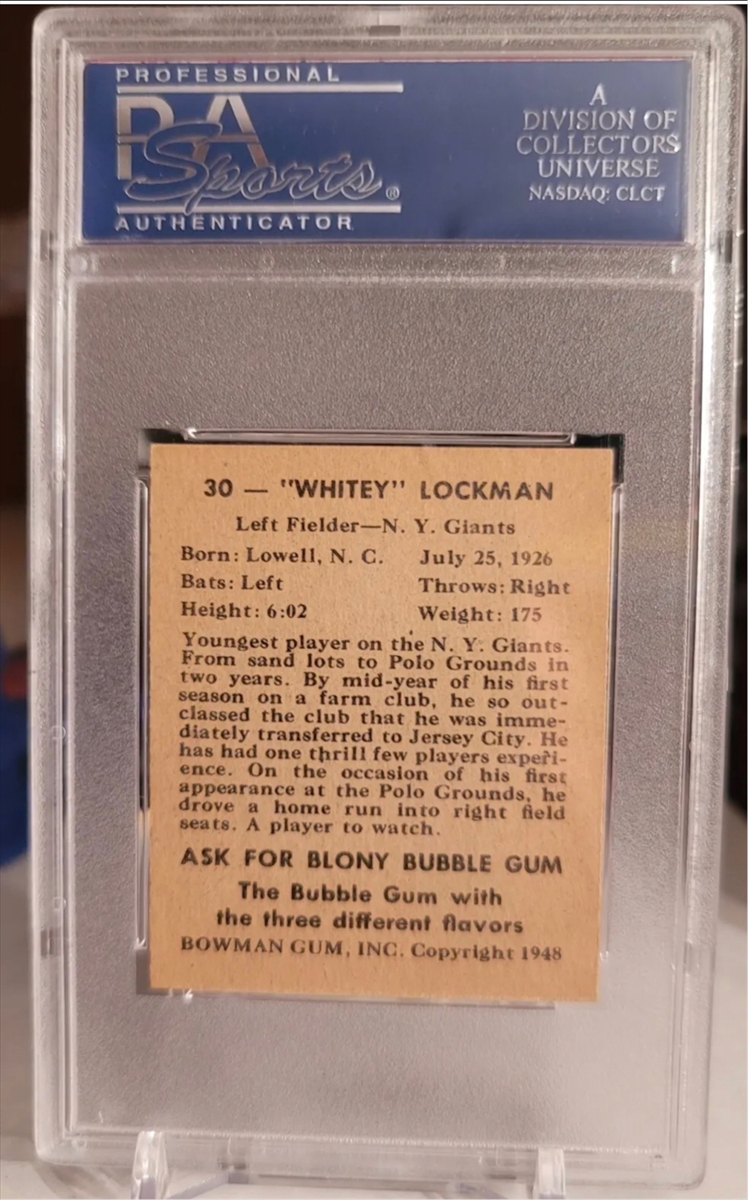 PROFESSIONAL
PSA
Sports®
AUTHENTICATOR
A
DIVISION OF
COLLECTORS
UNIVERSE
NASDAQ: CLCT
30 — "WHITEY" LOCKMAN
Left Fielder—N. Y. Giants
Born: Lowell, N. C. July 25, 1926
Bats: Left Throws: Right
Height: 6:02 Weight: 175
Youngest player on the N. Y. Giants.
From sand lots to Polo Grounds in
two years. By mid-year of his first
season on a farm club, he so out-
classed the club that he was imme-
diately transferred to Jersey City. He
has had one thrill few players experi-
ence. On the occasion of his first
appearance at the Polo Grounds, he
drove a home run into right field
seats. A player to watch.
ASK FOR BLONY BUBBLE GUM
The Bubble Gum with
the three different flavors
BOWMAN GUM, INC. Copyright 1948